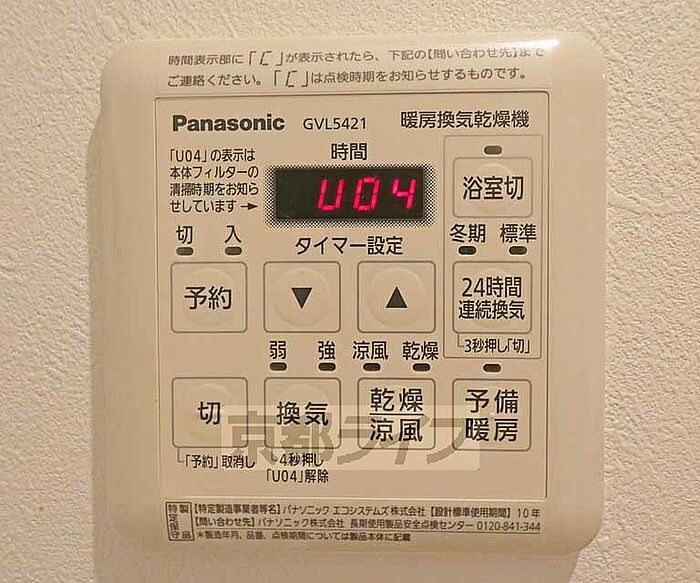 時間表示部に「[」が表示されたら、下記の【問い合わせ先】まで
ご連絡ください。「[」は点検時期をお知らせするものです。
Panasonic GVL5421 暖房換気乾燥機
「U04」の表示は
本体フィルターの
清掃時期をお知ら
せしています→
時間
U04
浴室切
切 入
タイマー設定
冬期 標準
予約
▼
▲
24時間
連続換気
3秒押し「切」
弱 強 涼風 乾燥
切
換気
乾燥
涼風
予備
暖房
「予約」取消し
4秒押し
「U04」解除
京都ライフ
特定保守製品
【特定製造事業者等名】パナソニック エコシステムズ株式会社 【設計標準使用期間】10年
【問い合わせ先】パナソニック株式会社 長期使用製品安全点検センター 0120-841-344
*製造年月、品番、点検期間については製品本体に記載